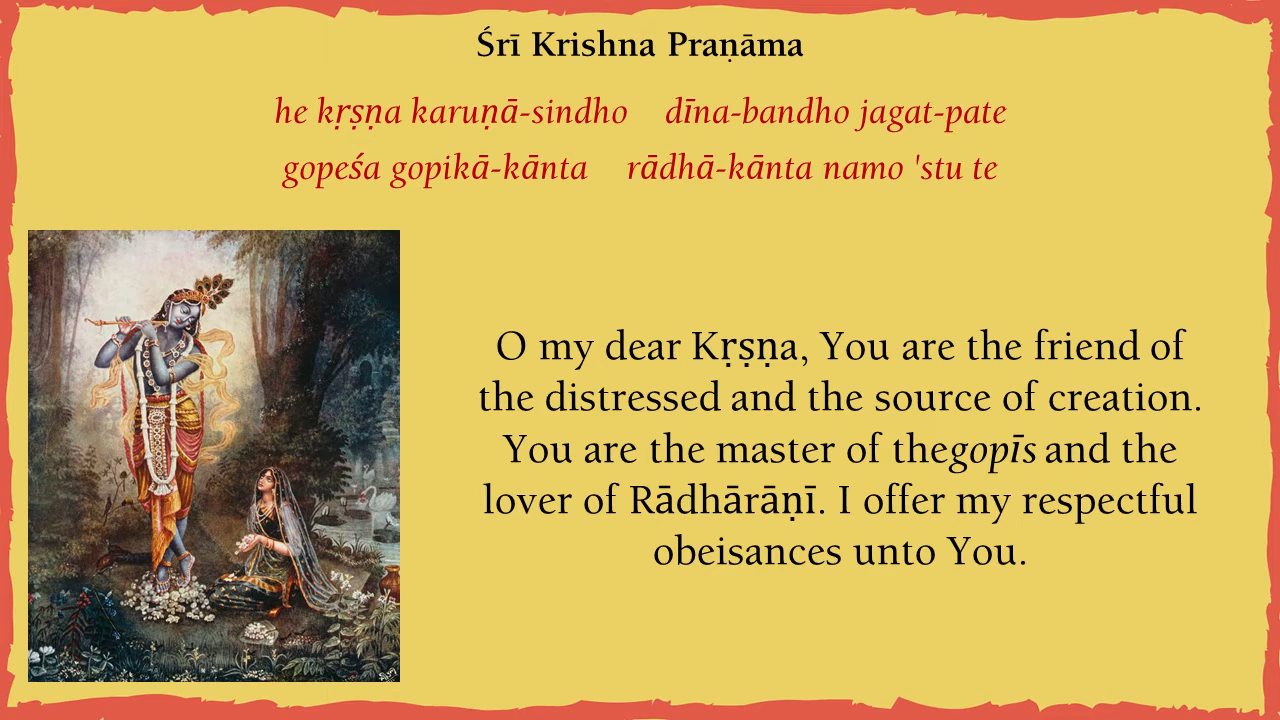 Śrī Krishna Praṇāma
he kṛṣṇa karuṇā-sindho dīna-bandho jagat-pate
gopeśa gopikā-kānta rādhā-kānta namo 'stu te
O my dear Kṛṣṇa, You are the friend of
the distressed and the source of creation.
You are the master of thegopīs and the
lover of Rādhārāṇī. I offer my respectful
obeisances unto You.